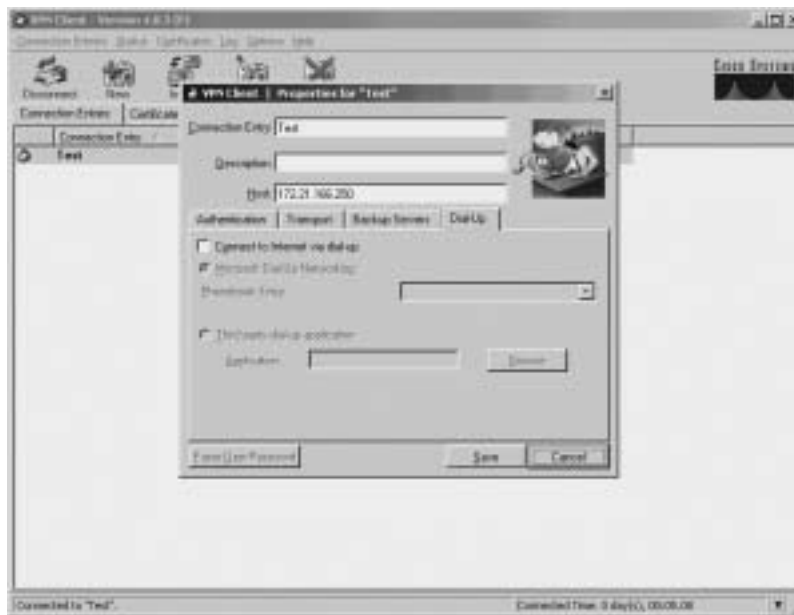 VPN Client - Version 4.0.3 (F)
Connection Entries Status Certificates Log Options Help
Disconnect New
Cisco Systems
Connection Entries Certificates
Connection Entry /
Test
VPN Client | Properties for "Test"
Connection Entry: Test
Description:
Host: 172.21.166.250
Authentication Transport Backup Servers Dial-Up
Connect to Internet via dial-up
Microsoft Dial-Up Networking
Phonebook Entry:
Third party dial-up application
Application: Browse
Erase User Password Save Cancel
Connected to "Test". Connected Time: 0 day(s),